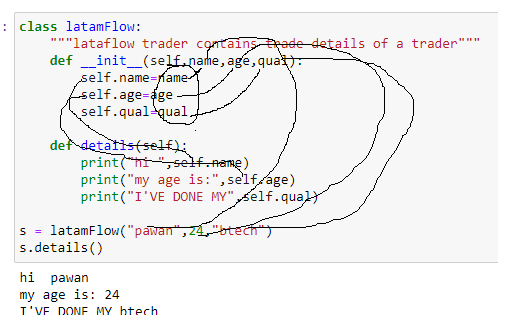 : class latamFlow:
"""lataflow trader contains trade details of a trader"""
def __init__(self,name,age,qual):
self.name=name
self.age=age
self.qual=qual
def details(self):
print("hi ",self.name)
print("my age is:",self.age)
print("I'VE DONE MY",self.qual)
s = latamFlow("pawan",24,"btech")
s.details()
hi  pawan
my age is: 24
I'VE DONE MY btech